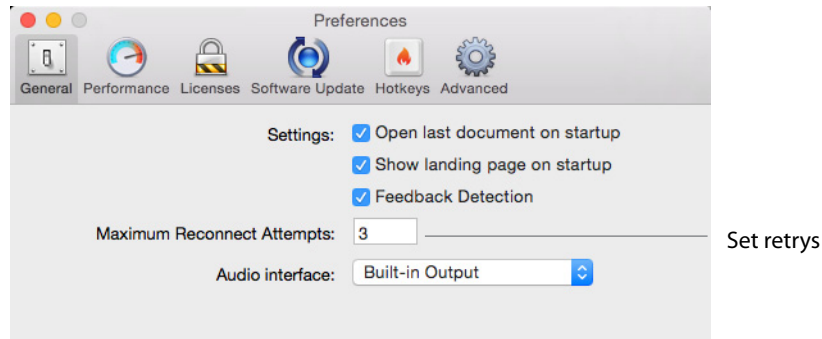 Preferences
General Performance Licenses Software Update Hotkeys Advanced
Settings: Open last document on startup
Show landing page on startup
Feedback Detection
Maximum Reconnect Attempts: 3 Set retrys
Audio interface: Built-in Output